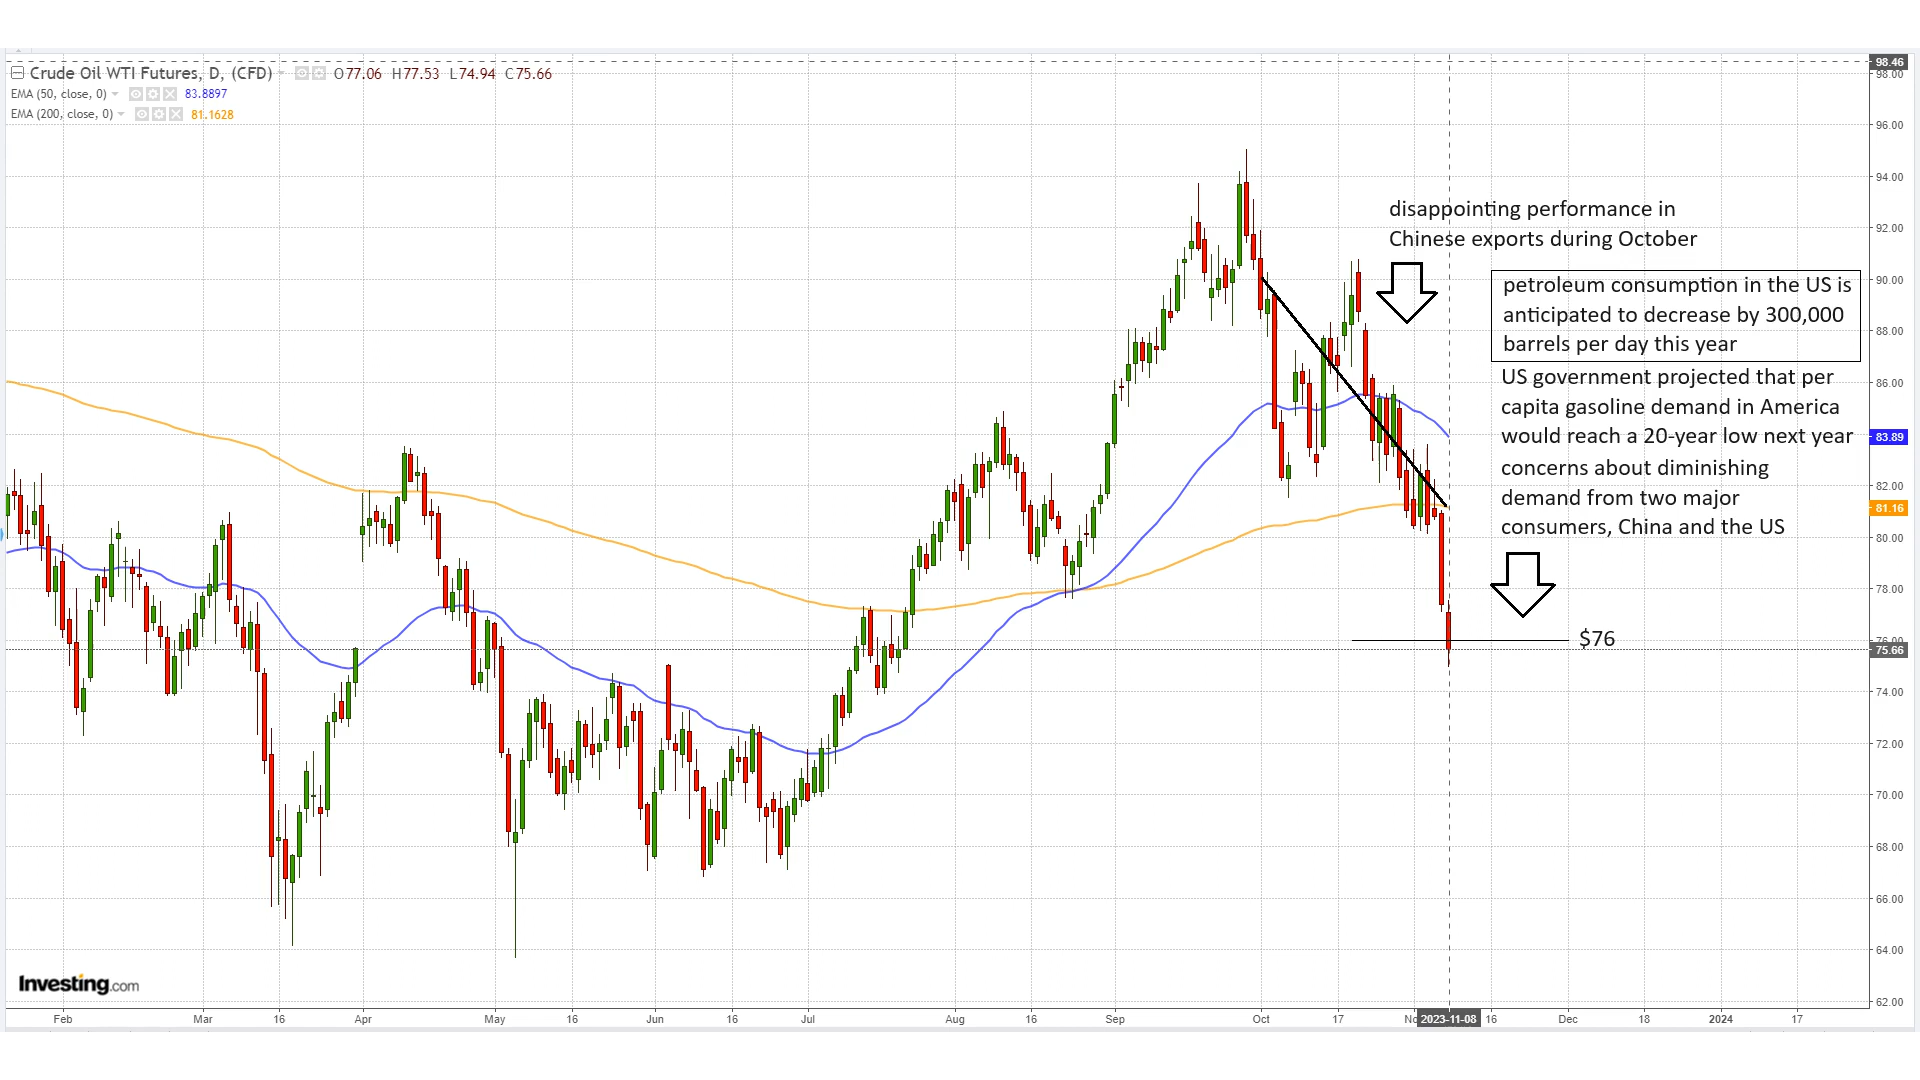 Crude Oil WTI Futures, D, (CFD) O77.06 H77.53 L74.94 C75.66
EMA (50, close, 0) 83.8897
EMA (200, close, 0) 81.1628
98.46
98.00
96.00
94.00
92.00
90.00
88.00
86.00
83.89
82.00
81.16
80.00
78.00
76.00
75.66
74.00
72.00
70.00
68.00
66.00
64.00
62.00
disappointing performance in
Chinese exports during October
petroleum consumption in the US is
anticipated to decrease by 300,000
barrels per day this year
US government projected that per
capita gasoline demand in America
would reach a 20-year low next year
concerns about diminishing
demand from two major
consumers, China and the US
$76
Investing.com
Feb Mar 16 Apr May 16 Jun 16 Jul Aug 16 Sep Oct 17 2023-11-08 16 Dec 18 2024 17